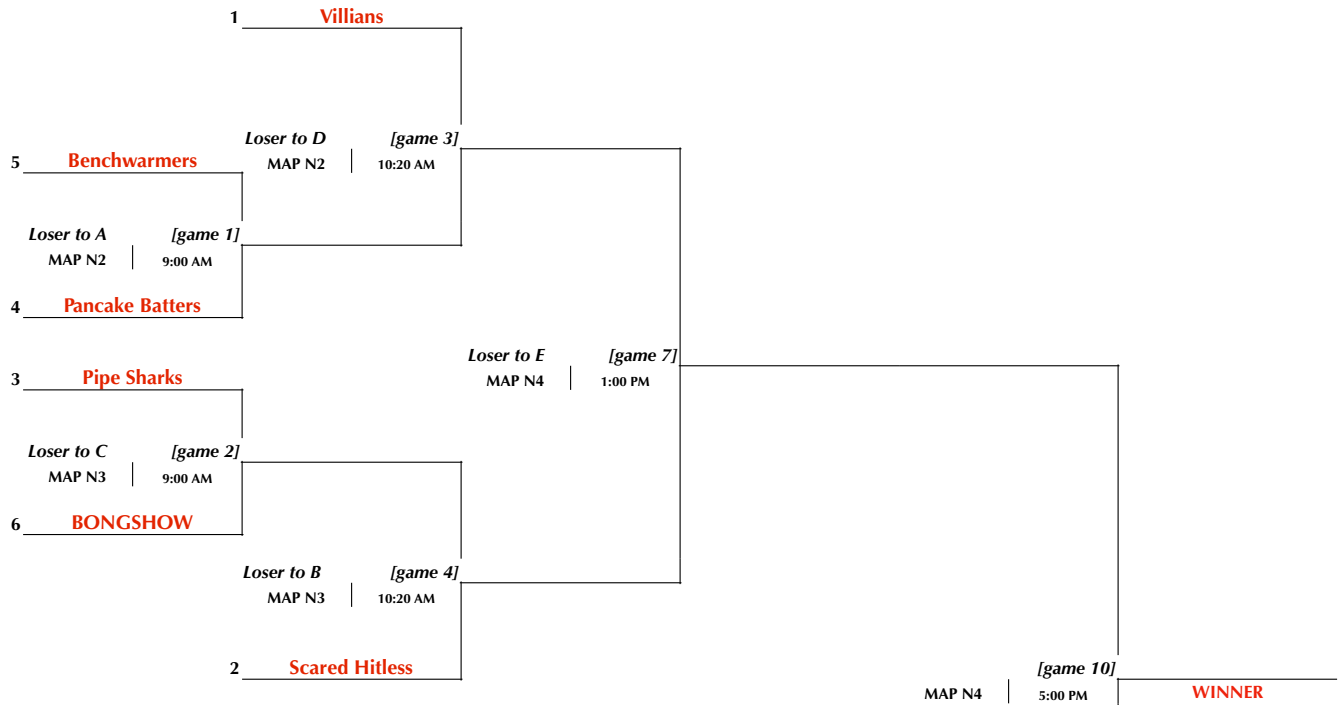 1 Villians
Loser to D [game 3]
MAP N2 10:20 AM
5 Benchwarmers
Loser to A [game 1]
MAP N2 9:00 AM
4 Pancake Batters
Loser to E [game 7]
MAP N4 1:00 PM
3 Pipe Sharks
Loser to C [game 2]
MAP N3 9:00 AM
6 BONGSHOW
Loser to B [game 4]
MAP N3 10:20 AM
2 Scared Hitless
[game 10]
MAP N4 5:00 PM WINNER